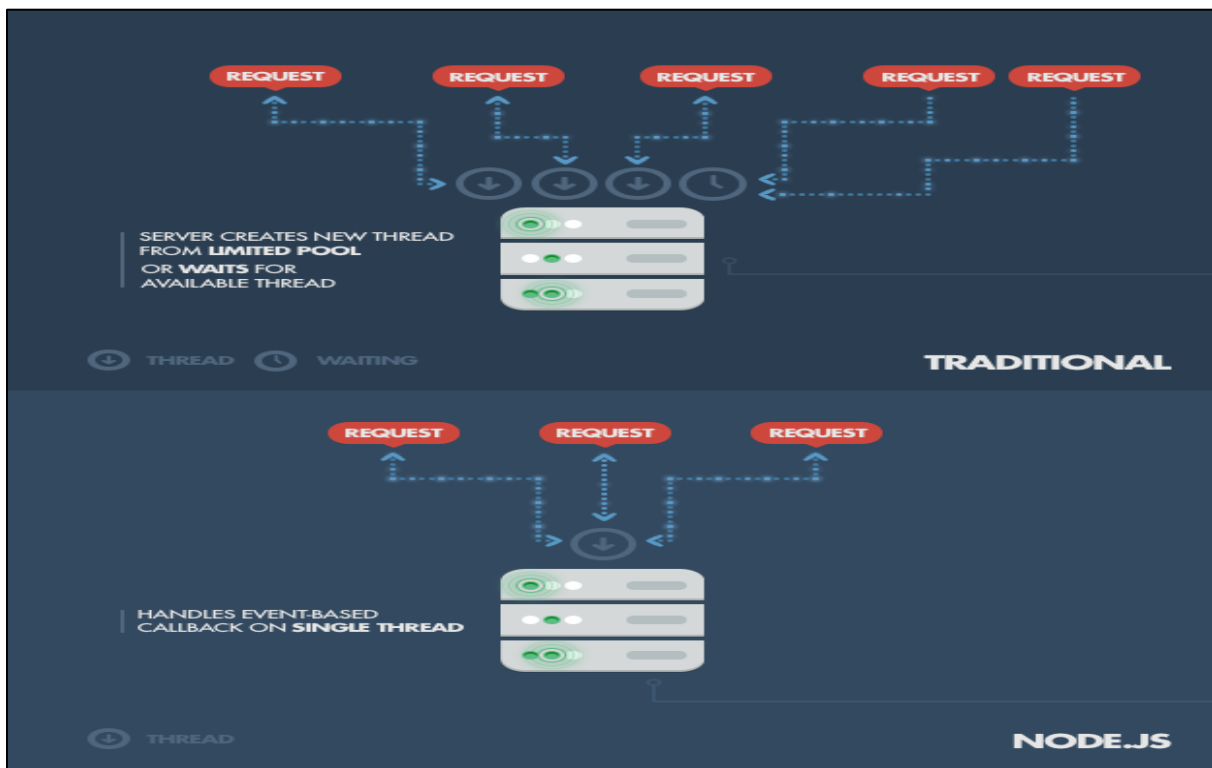 REQUEST REQUEST REQUEST REQUEST REQUEST
SERVER CREATES NEW THREAD
FROM LIMITED POOL
OR WAITS FOR
AVAILABLE THREAD
THREAD WAITING
TRADITIONAL
REQUEST REQUEST REQUEST
HANDLES EVENT-BASED
CALLBACK ON SINGLE THREAD
THREAD
NODE.JS